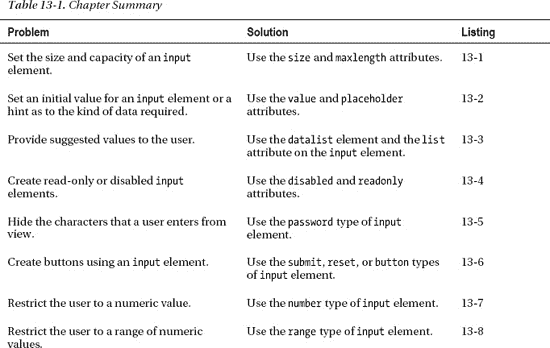 Table 13-1. Chapter Summary
Problem Solution Listing
Set the size and capacity of an input Use the size and maxlength attributes. 13-1
element.
Set an initial value for an input element or a Use the value and placeholder 13-2
hint as to the kind of data required. attributes.
Provide suggested values to the user. Use the datalist element and the list 13-3
attribute on the input element.
Create read-only or disabled input Use the disabled and readonly 13-4
elements. attributes.
Hide the characters that a user enters from Use the password type of input 13-5
view. element.
Create buttons using an input element. Use the submit, reset, or button types 13-6
of input element.
Restrict the user to a numeric value. Use the number type of input element. 13-7
Restrict the user to a range of numeric Use the range type of input element. 13-8
values.